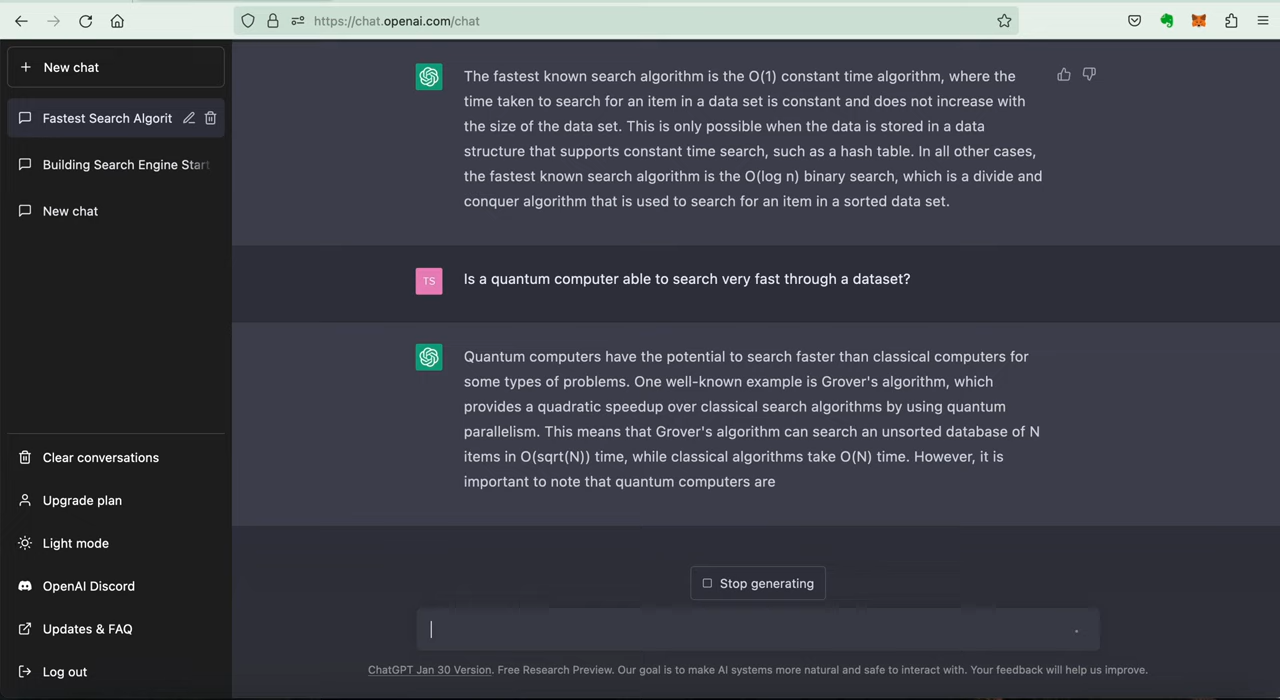 https://chat.openai.com/chat
New chat
Fastest Search Algorit
Building Search Engine Start
New chat
The fastest known search algorithm is the O(1) constant time algorithm, where the
time taken to search for an item in a data set is constant and does not increase with
the size of the data set. This is only possible when the data is stored in a data
structure that supports constant time search, such as a hash table. In all other cases,
the fastest known search algorithm is the O(log n) binary search, which is a divide and
conquer algorithm that is used to search for an item in a sorted data set.
TS
Is a quantum computer able to search very fast through a dataset?
Quantum computers have the potential to search faster than classical computers for
some types of problems. One well-known example is Grover's algorithm, which
provides a quadratic speedup over classical search algorithms by using quantum
parallelism. This means that Grover's algorithm can search an unsorted database of N
items in O(sqrt(N)) time, while classical algorithms take O(N) time. However, it is
important to note that quantum computers are
Clear conversations
Upgrade plan
Light mode
OpenAI Discord
Updates & FAQ
Log out
Stop generating
ChatGPT Jan 30 Version. Free Research Preview. Our goal is to make AI systems more natural and safe to interact with. Your feedback will help us improve.